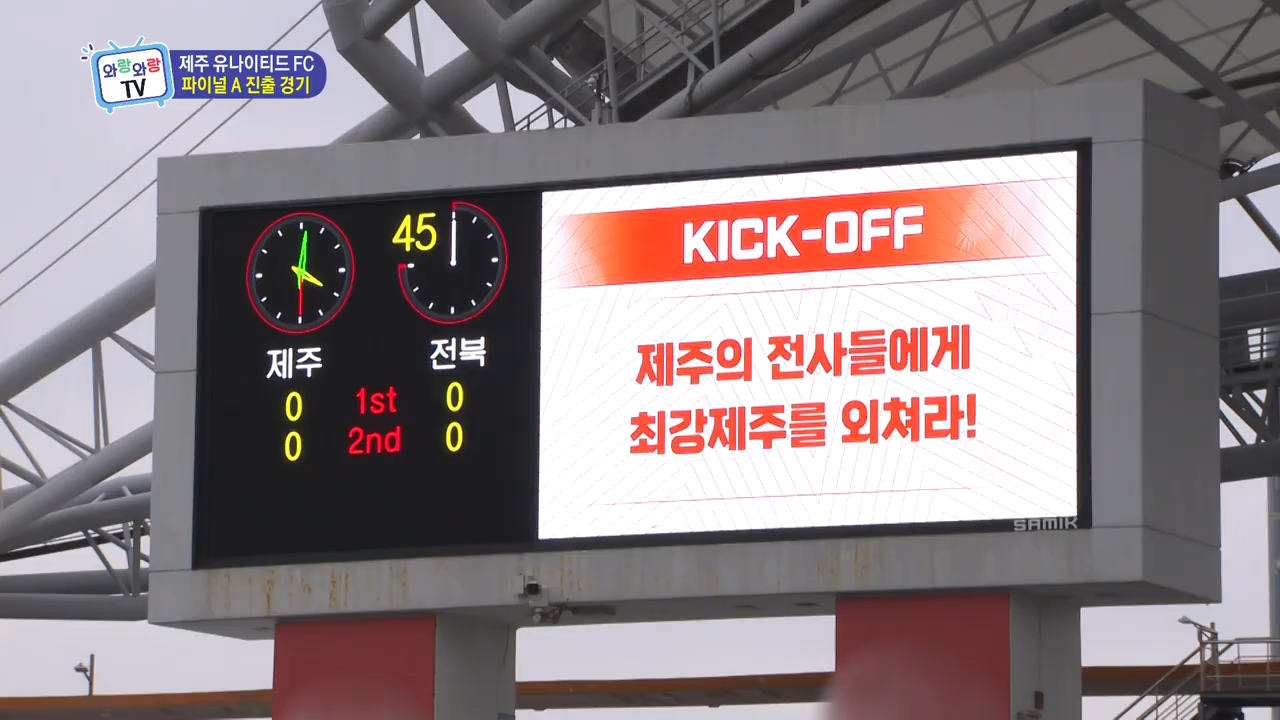 와랑와랑
TV
제주 유나이티드 FC
파이널 A 진출 경기
45
제주 전북
0 1st 0
0 2nd 0
KICK-OFF
제주의 전사들에게
최강제주를 외쳐라!
SAMIK